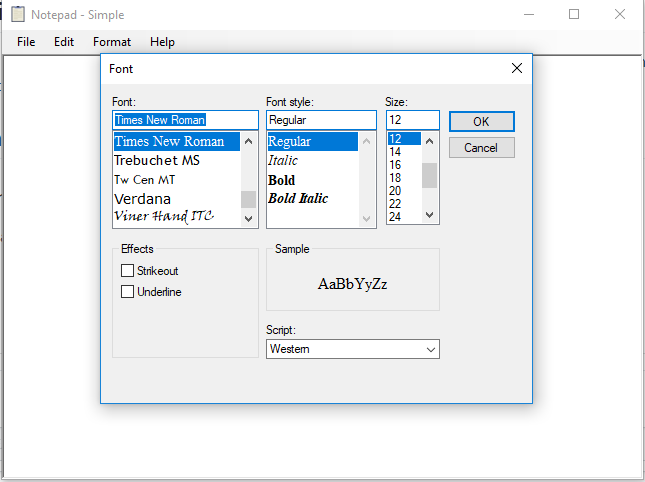 Notepad - Simple
File Edit Format Help
Font
Font: Font style: Size:
Times New Roman Regular 12
OK
Times New Roman
Trebuchet MS
Tw Cen MT
Verdana
Viner Hand ITC
Regular
Italic
Bold
Bold Italic
12
14
16
18
20
22
24
Cancel
Effects
Strikeout
Underline
Sample
AaBbYyZz
Script:
Western